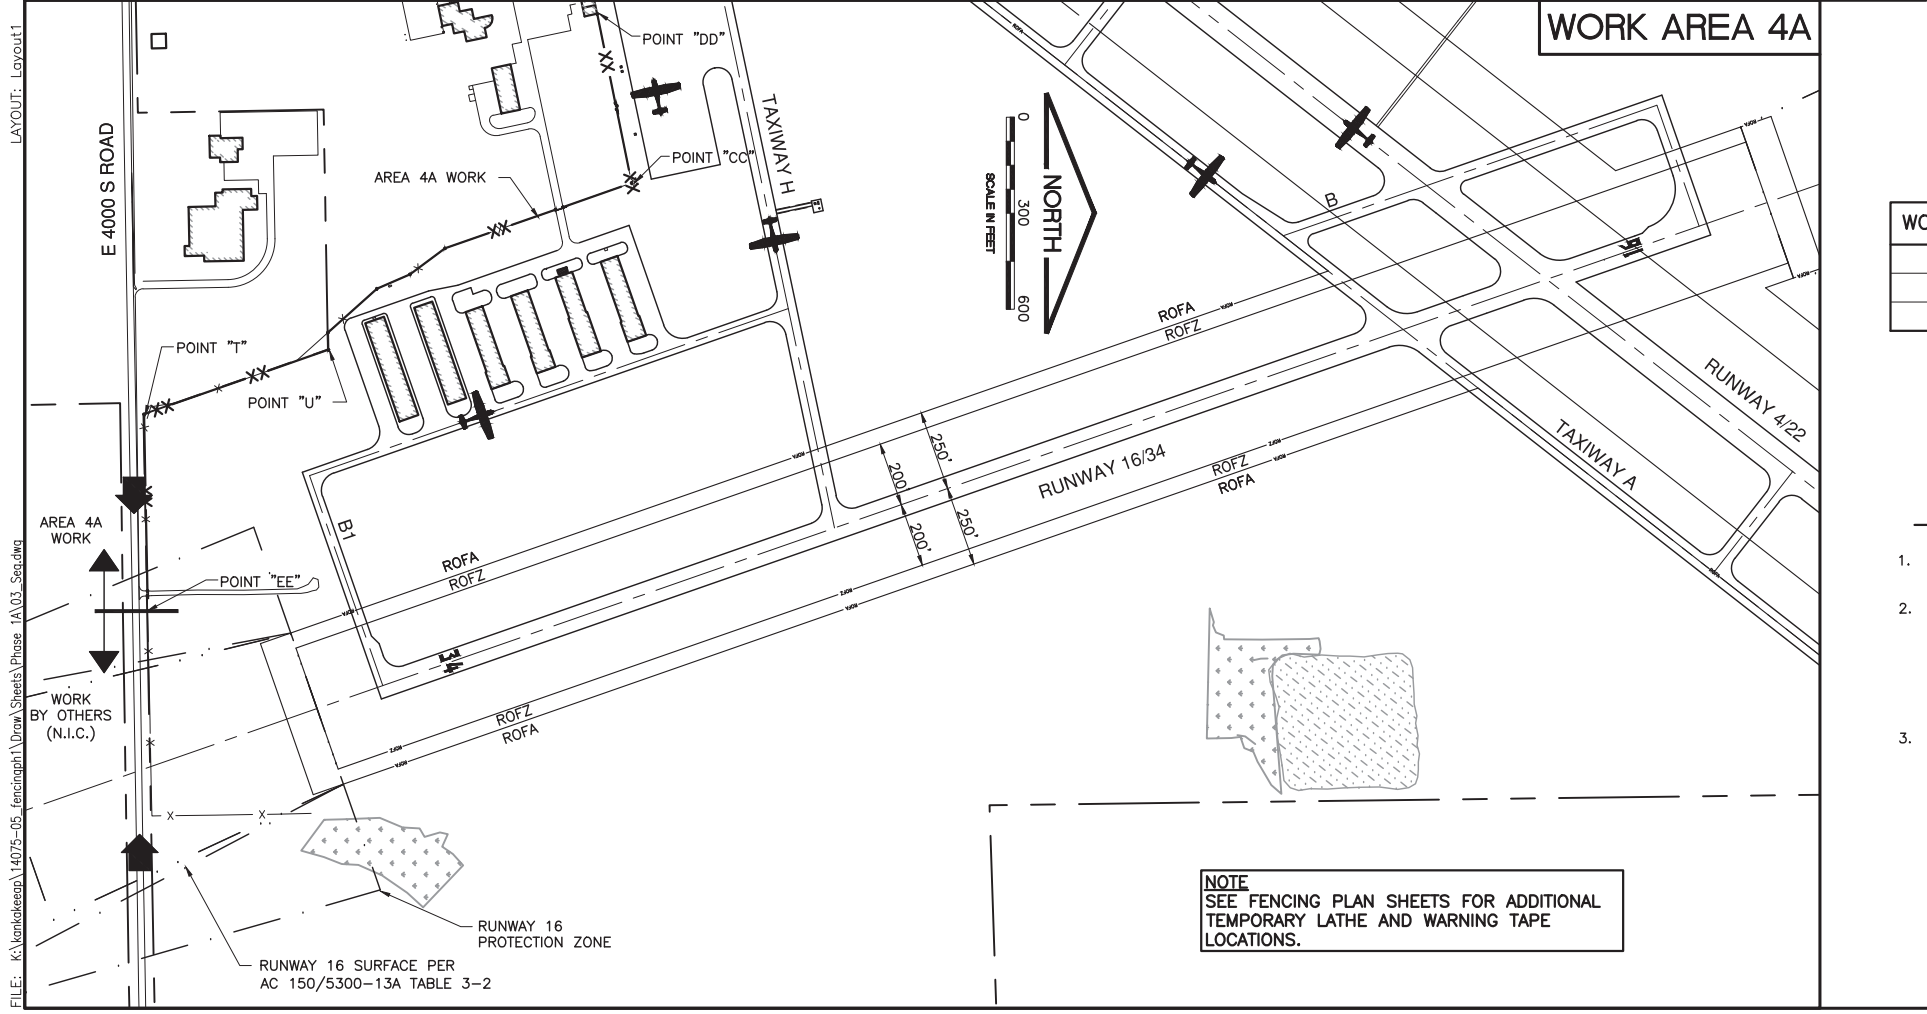 WORK AREA 4A
LAYOUT: Layout1
FILE: K:\kankakeeap\14075-05_fencingph1\Draw\Sheets\Phase 1A\03_Seq.dwg
E 4000 S ROAD
POINT "DD"
POINT "CC"
AREA 4A WORK
TAXIWAY H
0
300
600
SCALE IN FEET
NORTH
B
16
POINT "T"
POINT "U"
ROFA
ROFZ
RUNWAY 4/22
TAXIWAY A
250'
200'
250'
200'
RUNWAY 16/34
ROFZ
ROFA
B1
AREA 4A
WORK
POINT "EE"
ROFA
ROFZ
34
WORK
BY OTHERS
(N.I.C.)
ROFZ
ROFA
X
X
RUNWAY 16
PROTECTION ZONE
RUNWAY 16 SURFACE PER
AC 150/5300-13A TABLE 3-2
NOTE
SEE FENCING PLAN SHEETS FOR ADDITIONAL
TEMPORARY LATHE AND WARNING TAPE
LOCATIONS.
WO
1.
2.
3.